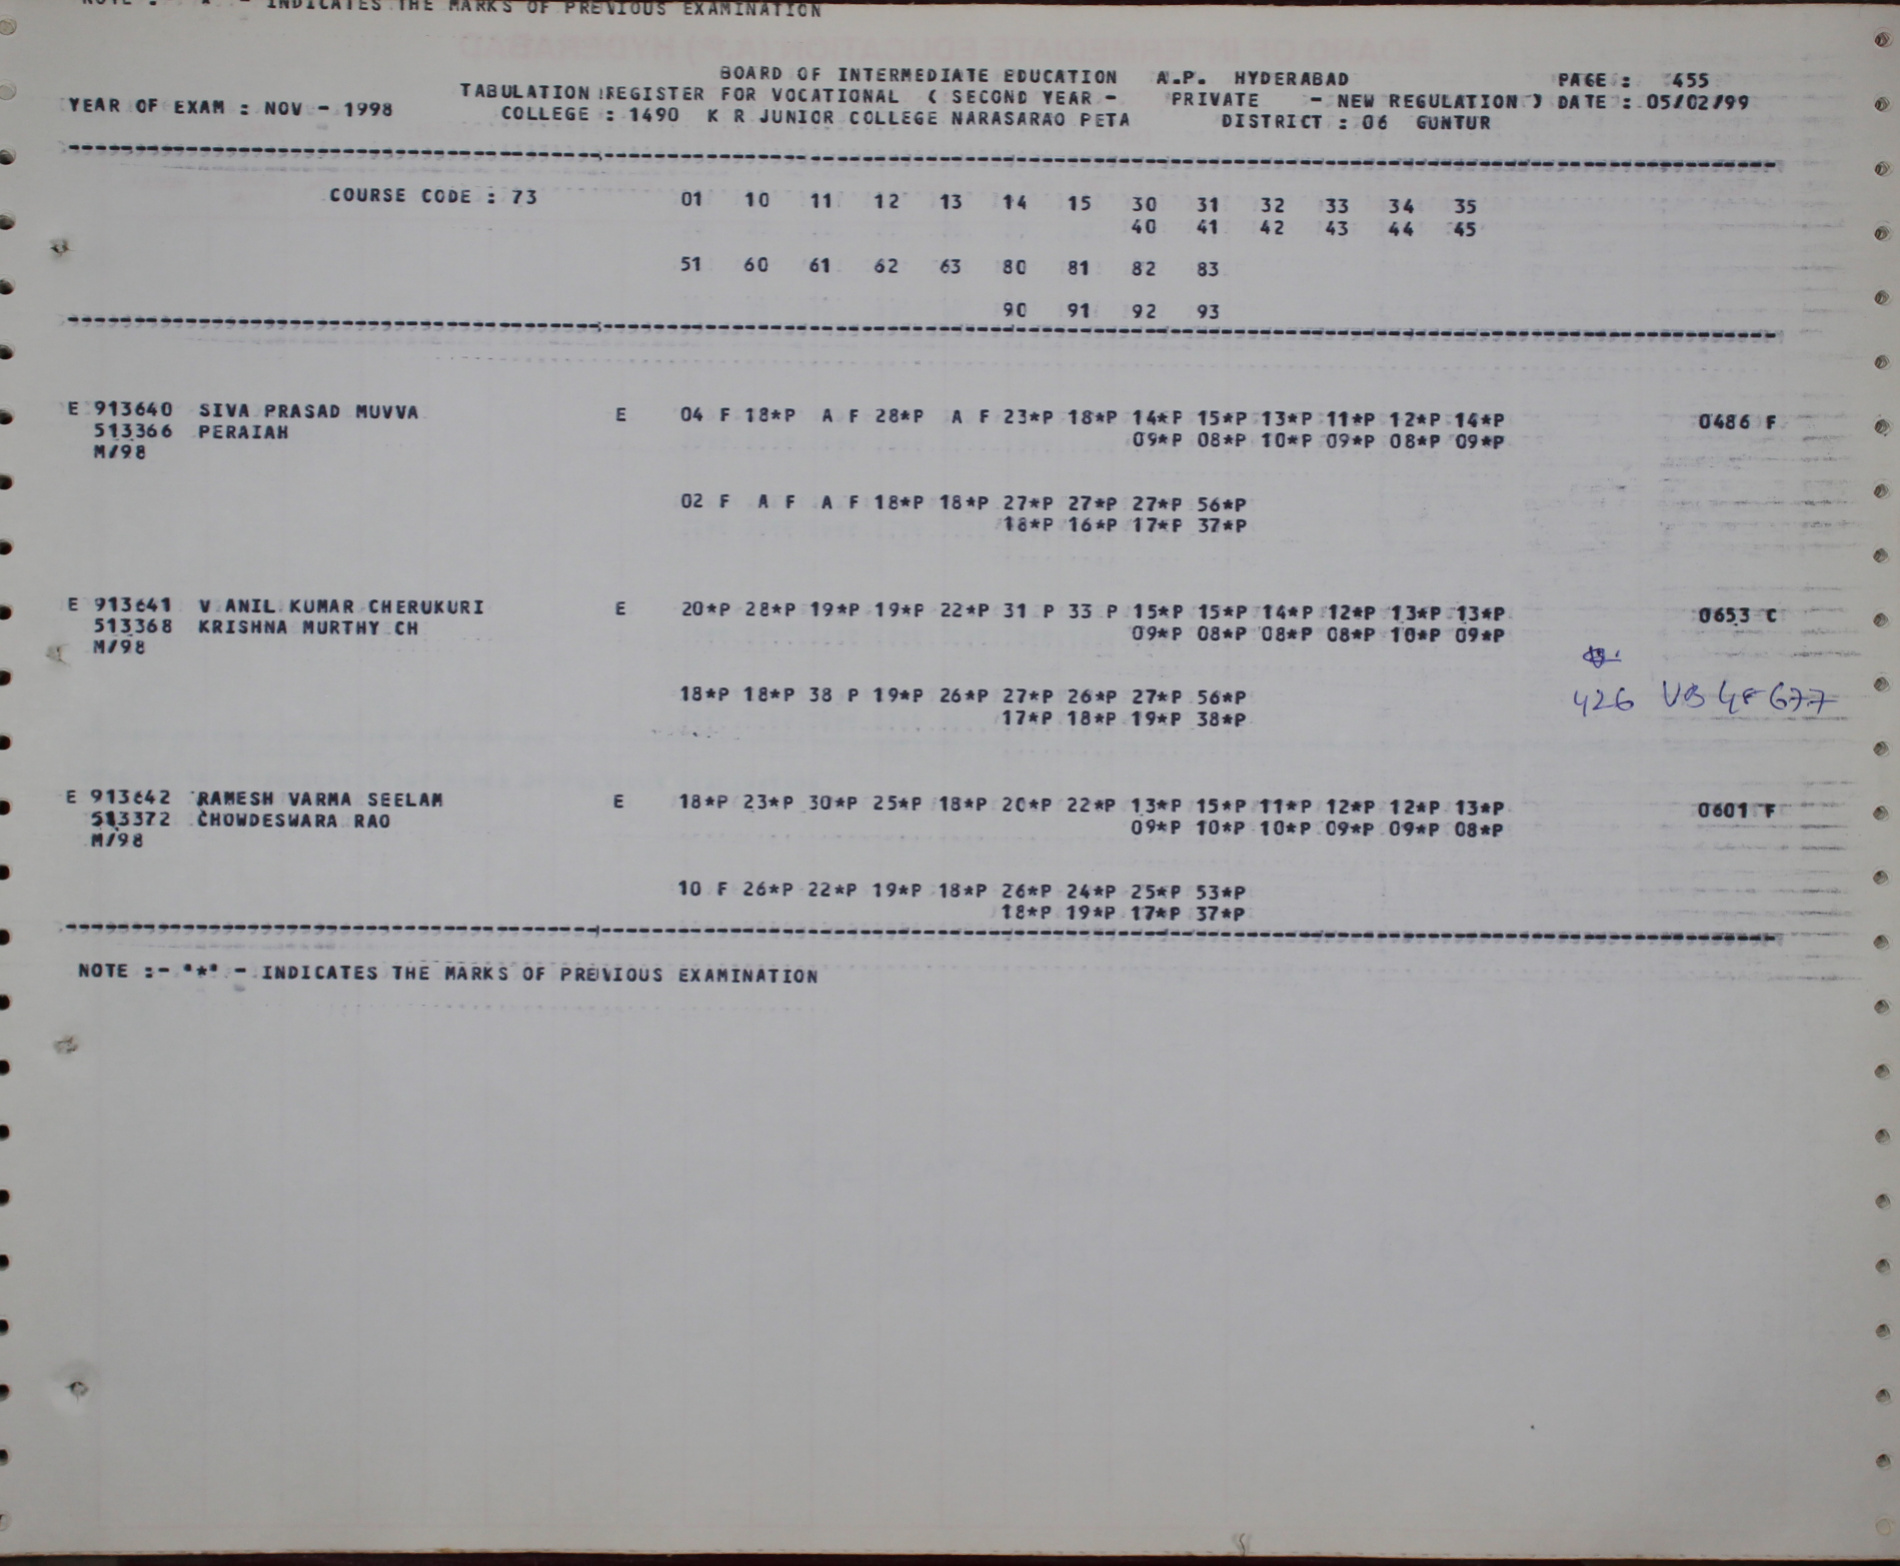 INDICATES THE MARKS OF PREVIOUS EXAMINATION
BOARD OF INTERMEDIATE EDUCATION A.P. HYDERABAD PAGE : 455
TABULATION REGISTER FOR VOCATIONAL ( SECOND YEAR - PRIVATE - NEW REGULATION ) DATE : 05/02/99
YEAR OF EXAM : NOV - 1998 COLLEGE : 1490 K R JUNIOR COLLEGE NARASARAO PETA DISTRICT : 06 GUNTUR
COURSE CODE : 73 01 10 11 12 13 14 15 30 31 32 33 34 35
40 41 42 43 44 45
51 60 61 62 63 80 81 82 83
90 91 92 93
E 913640 SIVA PRASAD MUVVA E 04 F 18*P A F 28*P A F 23*P 18*P 14*P 15*P 13*P 11*P 12*P 14*P 0486 F
513366 PERAIAH 09*P 08*P 10*P 09*P 08*P 09*P
M/98
02 F A F A F 18*P 18*P 27*P 27*P 27*P 56*P
18*P 16*P 17*P 37*P
E 913641 V ANIL KUMAR CHERUKURI E 20*P 28*P 19*P 19*P 22*P 31 P 33 P 15*P 15*P 14*P 12*P 13*P 13*P 0653 C
513368 KRISHNA MURTHY CH 09*P 08*P 08*P 08*P 10*P 09*P
M/98
18*P 18*P 38 P 19*P 26*P 27*P 26*P 27*P 56*P 426
17*P 18*P 19*P 38*P
E 913642 RAMESH VARMA SEELAM E 18*P 23*P 30*P 25*P 18*P 20*P 22*P 13*P 15*P 11*P 12*P 12*P 13*P 0601 F
513372 CHOWDESWARA RAO 09*P 10*P 10*P 09*P 09*P 08*P
M/98
10 F 26*P 22*P 19*P 18*P 26*P 24*P 25*P 53*P
18*P 19*P 17*P 37*P
NOTE :- "*" - INDICATES THE MARKS OF PREVIOUS EXAMINATION